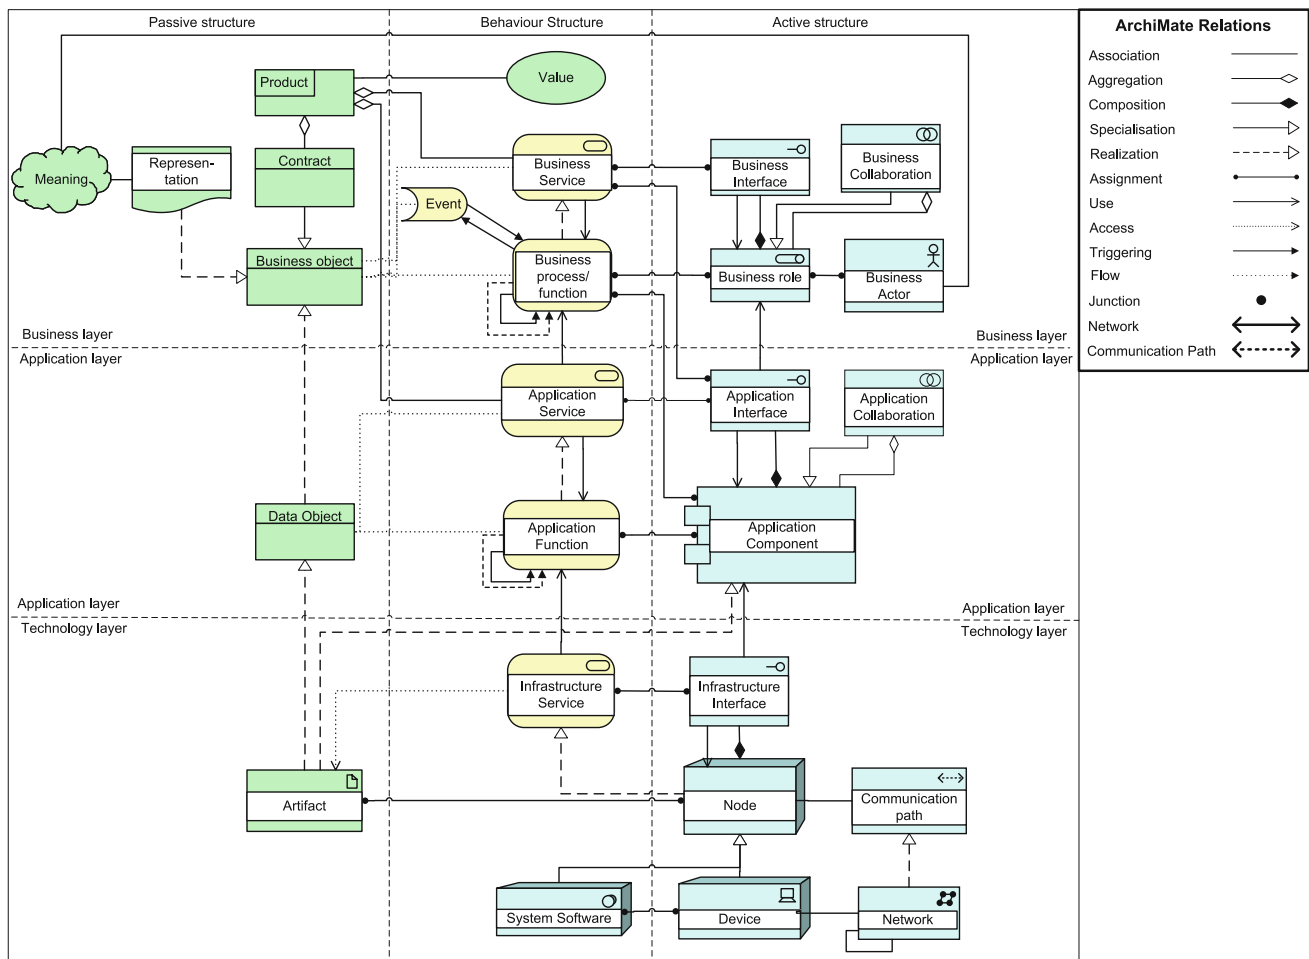 Passive structure
Behaviour Structure
Active structure
Product
Value
Contract
Meaning
Represen-
tation
Business object
Business
Service
Event
Business
process/
function
Business
Interface
Business
Collaboration
Business role
Business
Actor
Business layer
Business layer
Application layer
Application layer
Application
Service
Application
Interface
Application
Collaboration
Data Object
Application
Function
Application
Component
Application layer
Application layer
Technology layer
Technology layer
Infrastructure
Service
Infrastructure
Interface
Artifact
Node
Communication
path
System Software
Device
Network
ArchiMate Relations
Association
Aggregation
Composition
Specialisation
Realization
Assignment
Use
Access
Triggering
Flow
Junction
Network
Communication Path